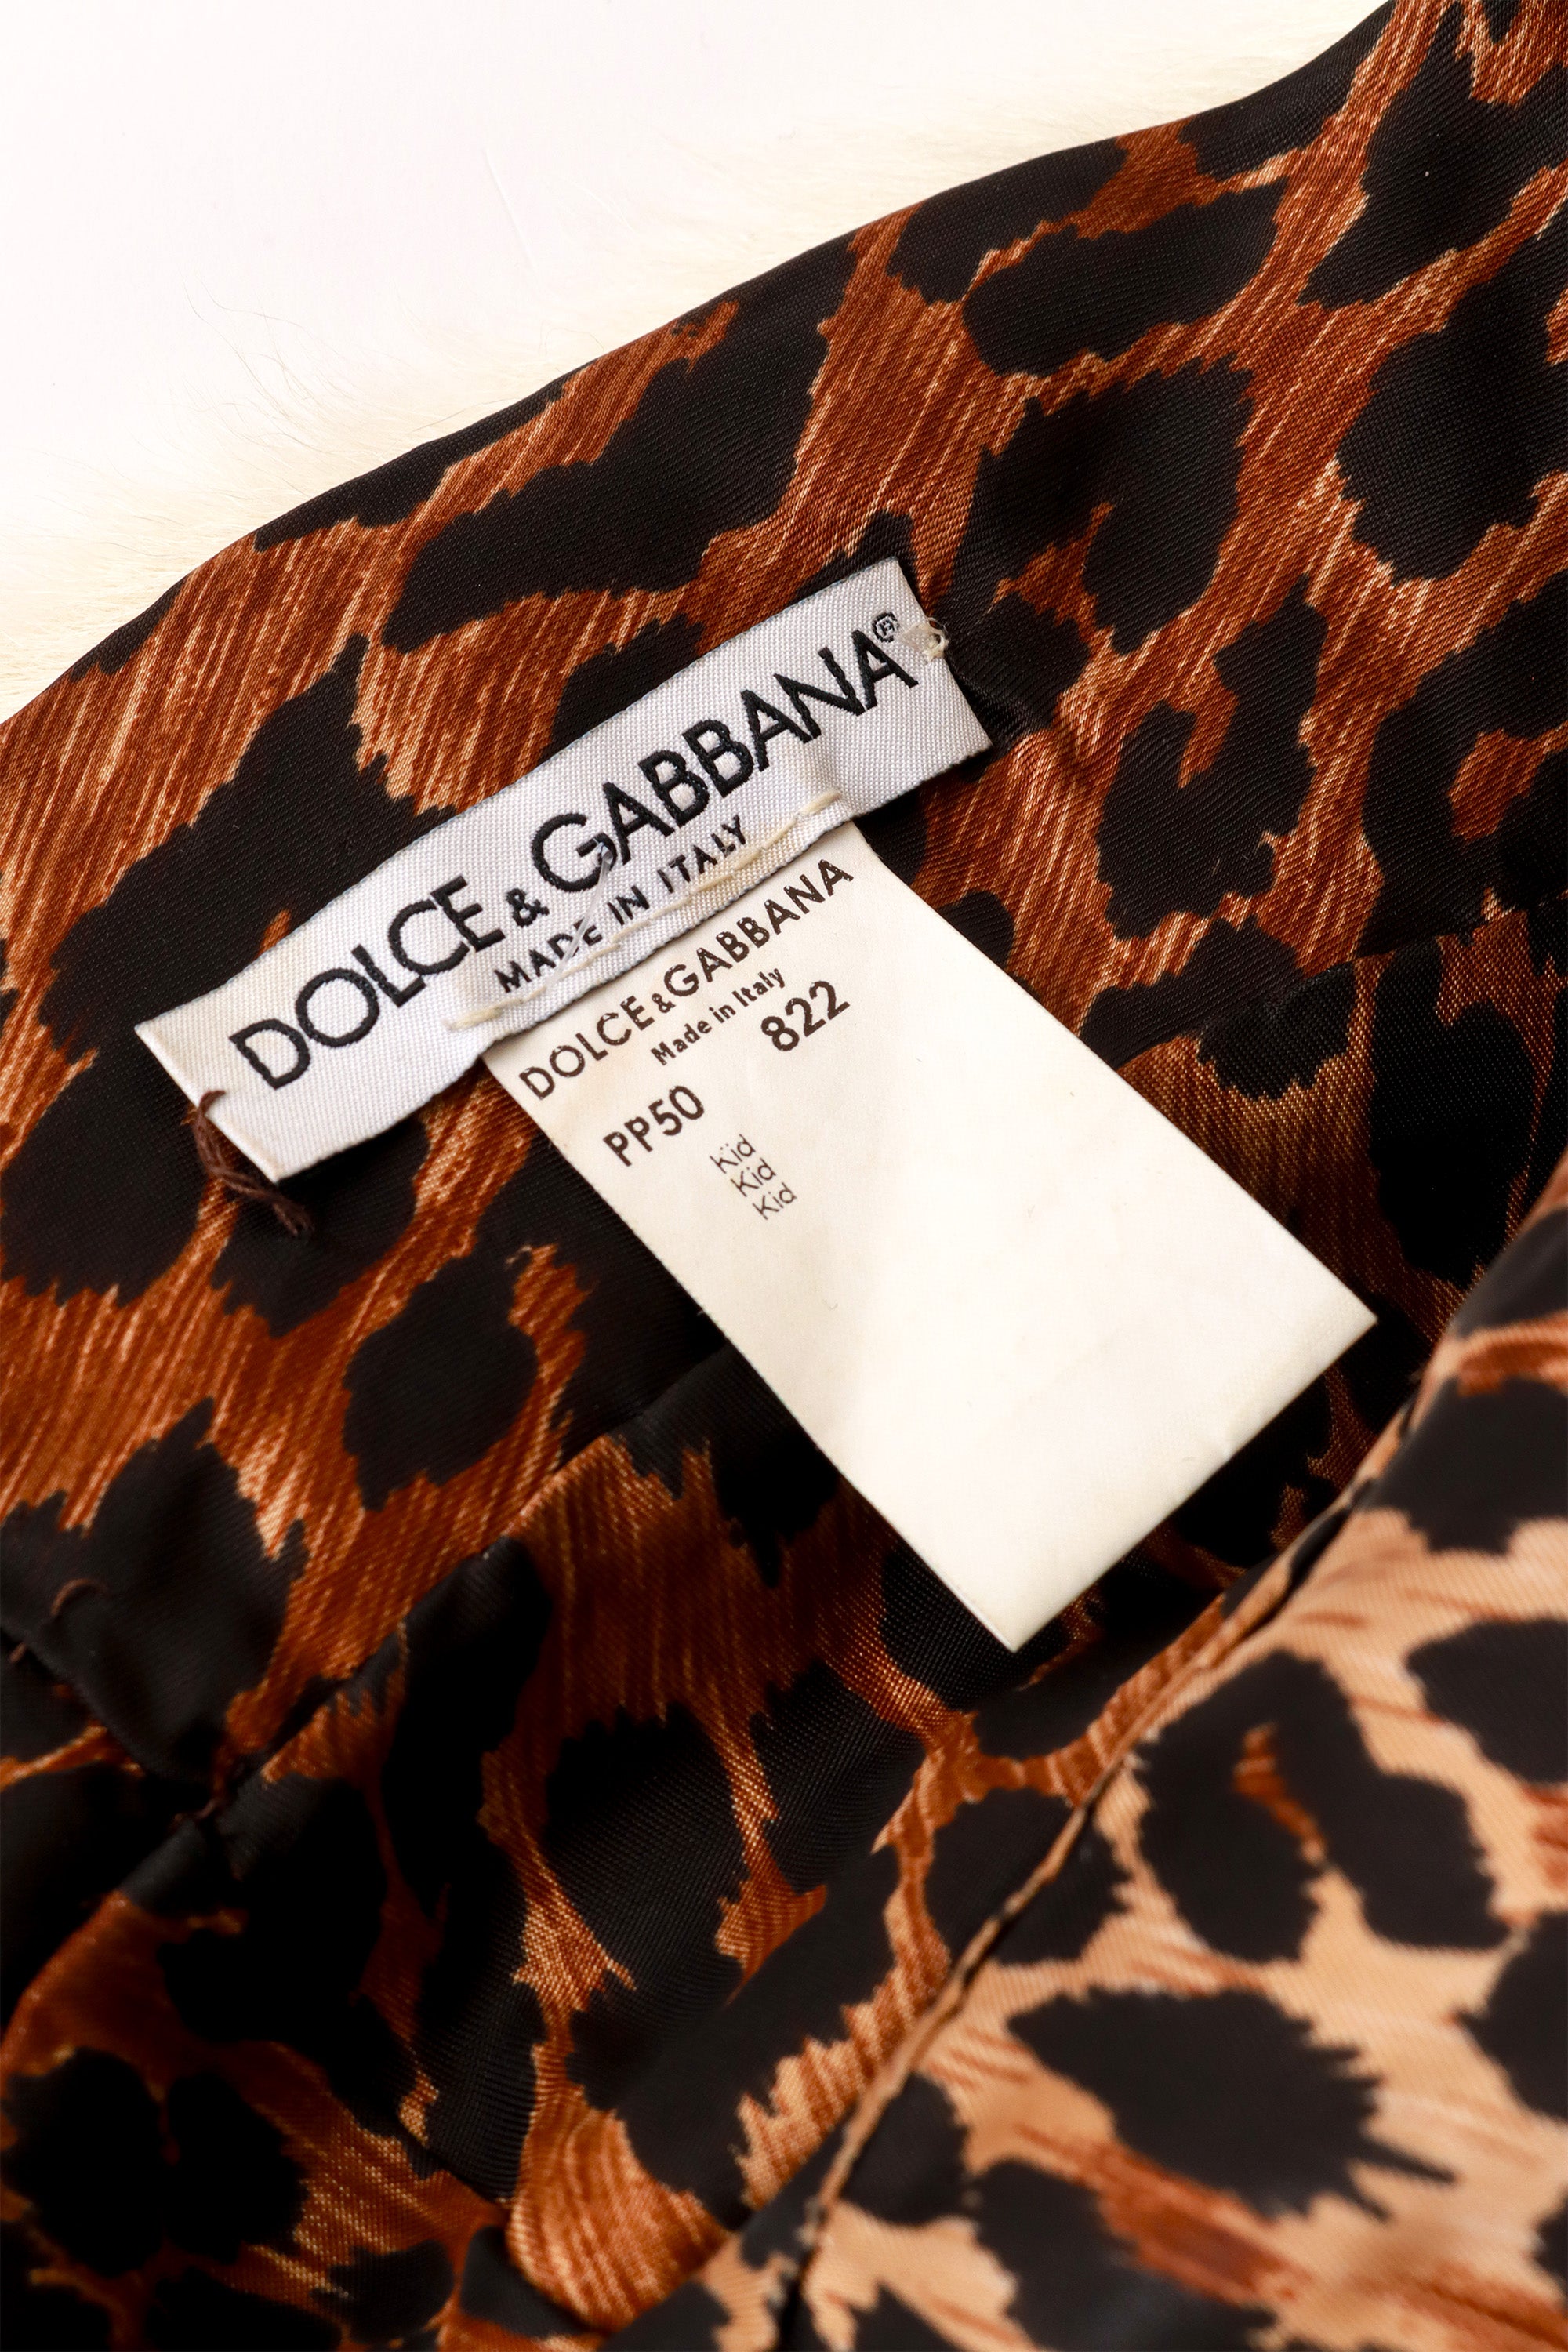 DOLCE & GABBANA®
MADE IN ITALY
DOLCE & GABBANA
Made in Italy
822
PP50
Kid
Kid
Kid